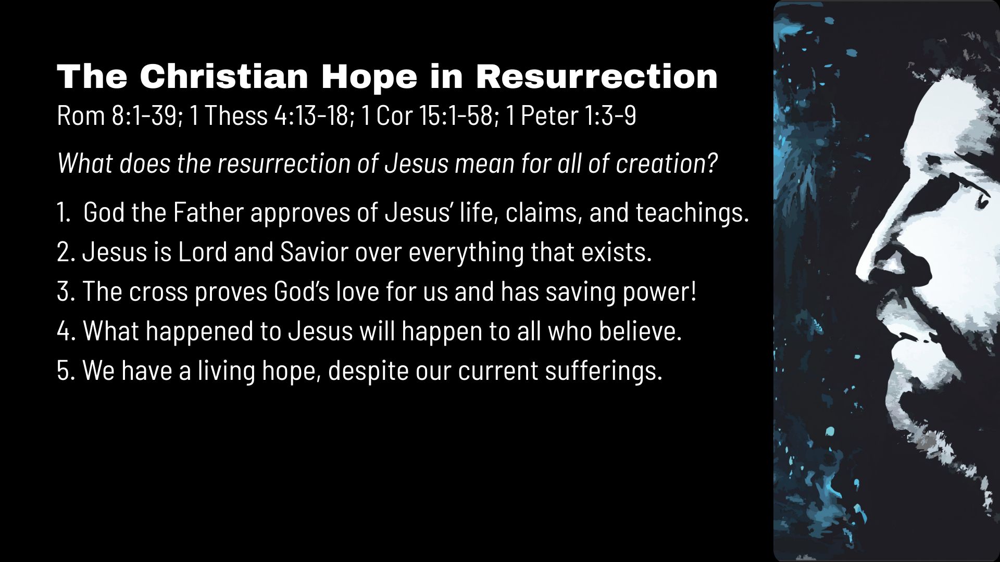 The Christian Hope in Resurrection
Rom 8:1-39; 1 Thess 4:13-18; 1 Cor 15:1-58; 1 Peter 1:3-9
What does the resurrection of Jesus mean for all of creation?
1. God the Father approves of Jesus’ life, claims, and teachings.
2. Jesus is Lord and Savior over everything that exists.
3. The cross proves God’s love for us and has saving power!
4. What happened to Jesus will happen to all who believe.
5. We have a living hope, despite our current sufferings.